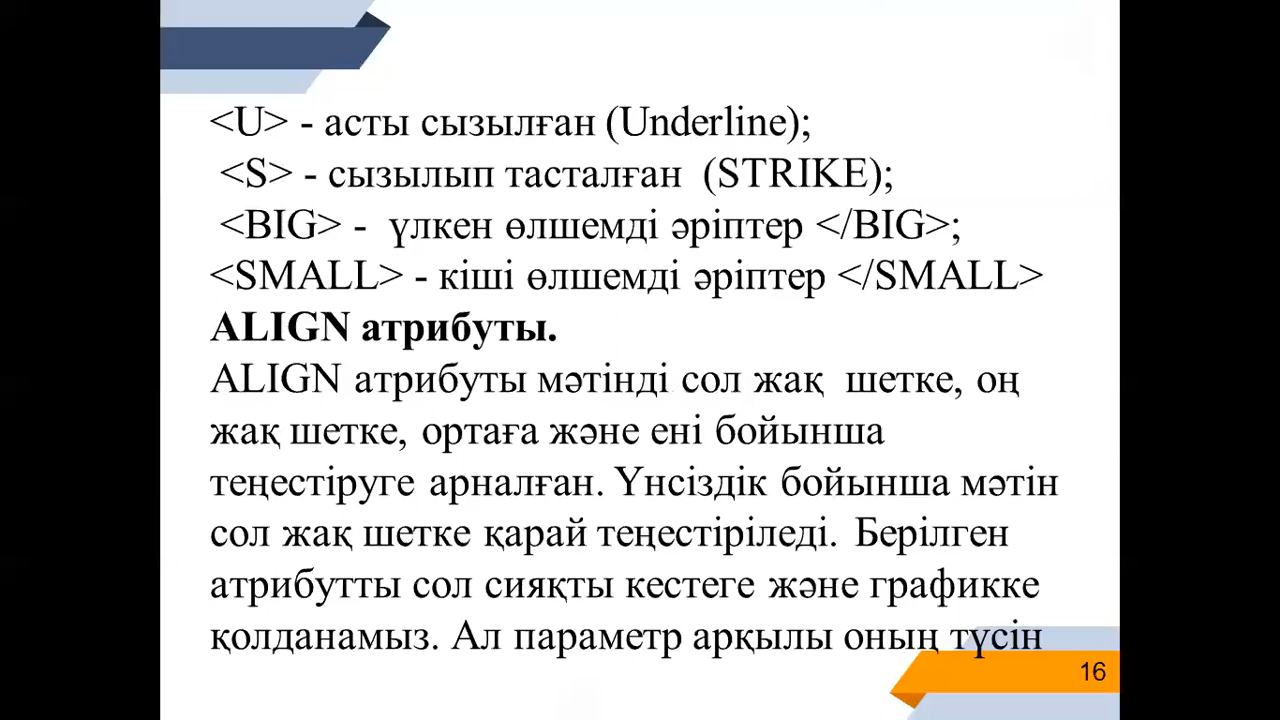 <U> - асты сызылған (Underline);
<S> - сызылып тасталған (STRIKE);
<BIG> - үлкен өлшемді әріптер </BIG>;
<SMALL> - кіші өлшемді әріптер </SMALL>
ALIGN атрибуты.
ALIGN атрибуты мәтінді сол жақ шетке, оң
жақ шетке, ортаға және ені бойынша
теңестіруге арналған. Үнсіздік бойынша мәтін
сол жақ шетке қарай теңестіріледі. Берілген
атрибутты сол сияқты кестеге және графикке
қолданамыз. Ал параметр арқылы оның түсін
16